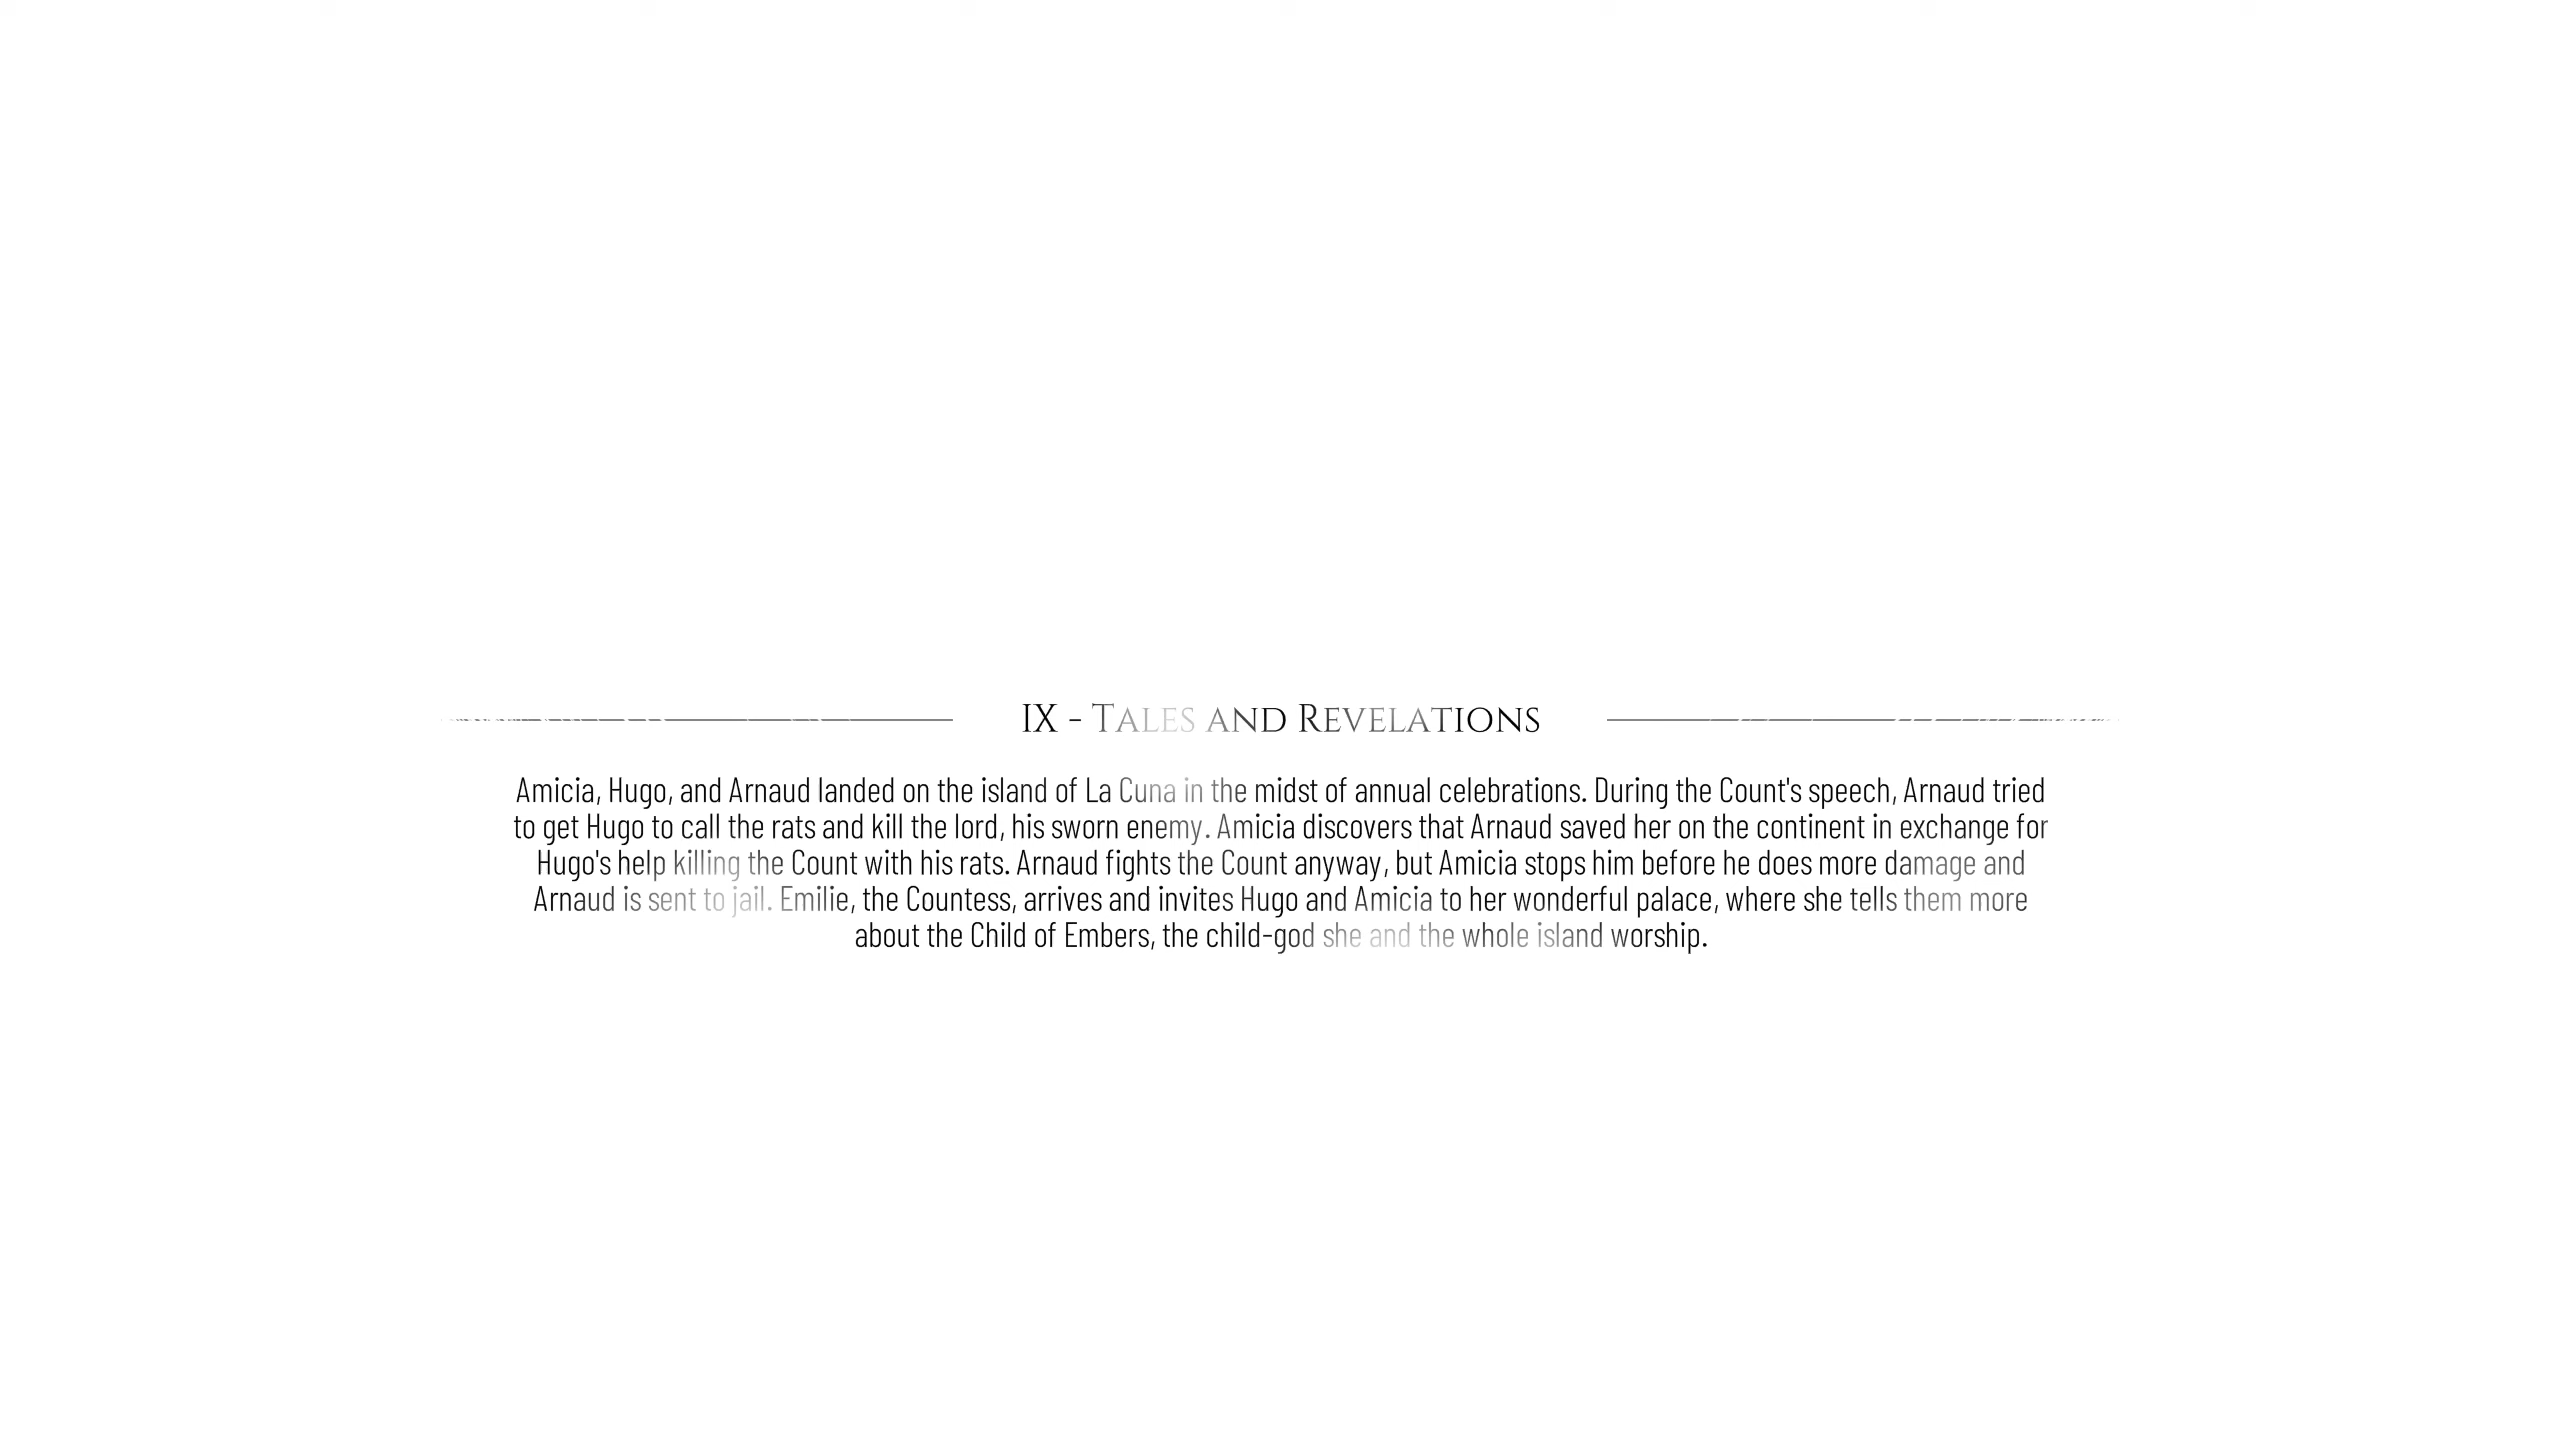 IX - Tales and Revelations
Amicia, Hugo, and Arnaud landed on the island of La Cuna in the midst of annual celebrations. During the Count's speech, Arnaud tried
to get Hugo to call the rats and kill the lord, his sworn enemy. Amicia discovers that Arnaud saved her on the continent in exchange for
Hugo's help killing the Count with his rats. Arnaud fights the Count anyway, but Amicia stops him before he does more damage and
Arnaud is sent to jail. Emilie, the Countess, arrives and invites Hugo and Amicia to her wonderful palace, where she tells them more
about the Child of Embers, the child-god she and the whole island worship.